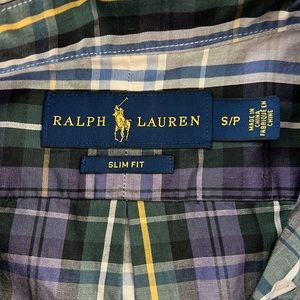 RALPH LAUREN
S/P
MADE IN
CHINA
FABRIQUÉ EN
CHINE
SLIM FIT